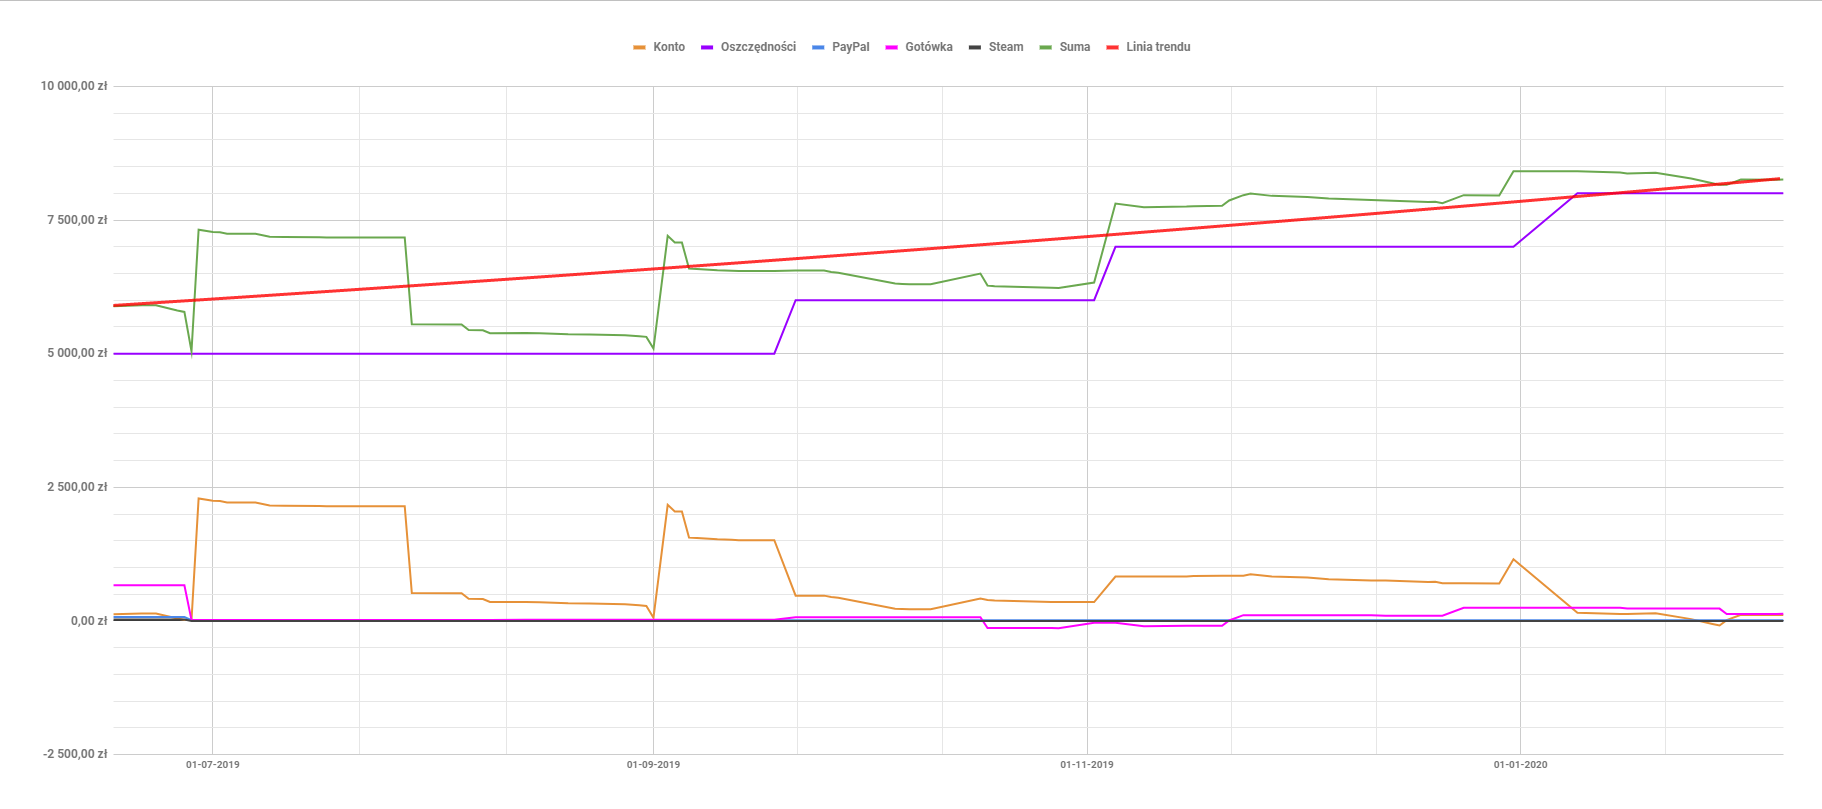 Konto Oszczędności PayPal Gotówka Steam Suma Linia trendu
10 000,00 zł
7 500,00 zł
5 000,00 zł
2 500,00 zł
0,00 zł
-2 500,00 zł
01-07-2019 01-09-2019 01-11-2019 01-01-2020